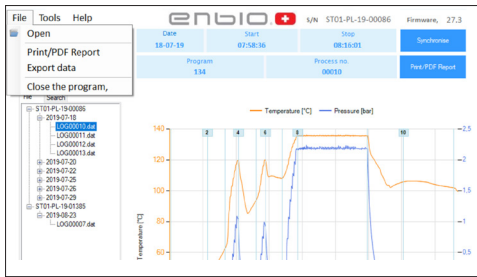 File Tools Help
enbio
S/N ST01-PL-19-00086
Firmware, 27.3
Open
Print/PDF Report
Export data
Close the program,
Date
18-07-19
Start
07:58:36
Stop
08:16:01
Synchronise
Program
134
Process no.
00010
Print/PDF Report
Search
ST01-PL-19-00086
2019-07-18
LOG00010.dat
LOG00011.dat
LOG00012.dat
LOG00013.dat
2019-07-20
2019-07-22
2019-07-25
2019-07-26
2019-07-29
ST01-PL-19-01385
2019-08-23
LOG00007.dat
Temperature [°C] Pressure [bar]
2 4 6 8 10
140
120
100
80
60
Temperature [°C]
2,5
2
1,5
1
0,5